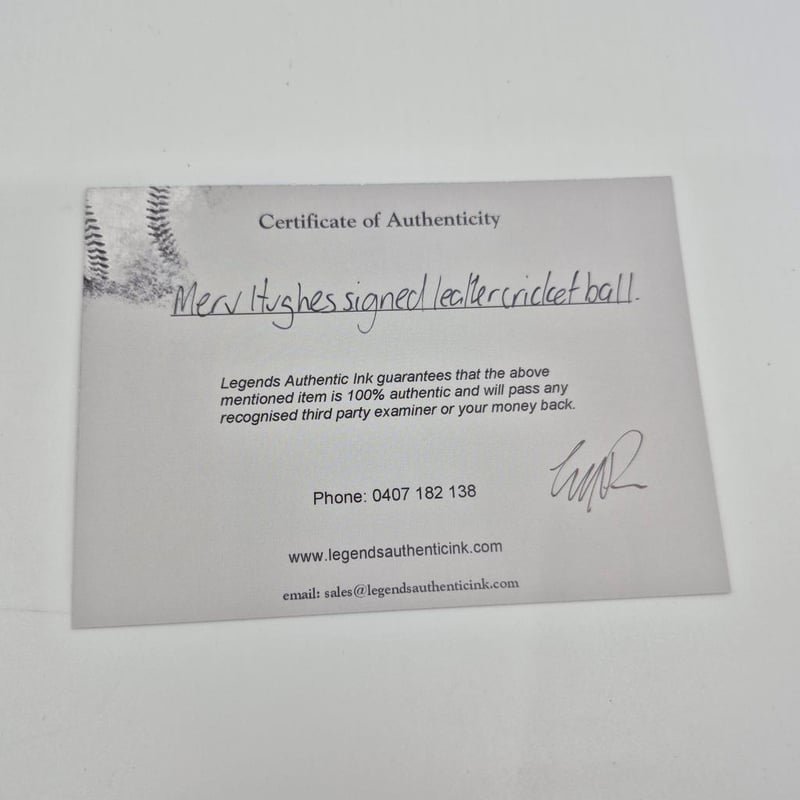 Certificate of Authenticity
Merv Hughes signed leather cricket ball.
Legends Authentic Ink guarantees that the above
mentioned item is 100% authentic and will pass any
recognised third party examiner or your money back.
Phone: 0407 182 138
www.legendsauthenticink.com
email: sales@legendsauthenticink.com